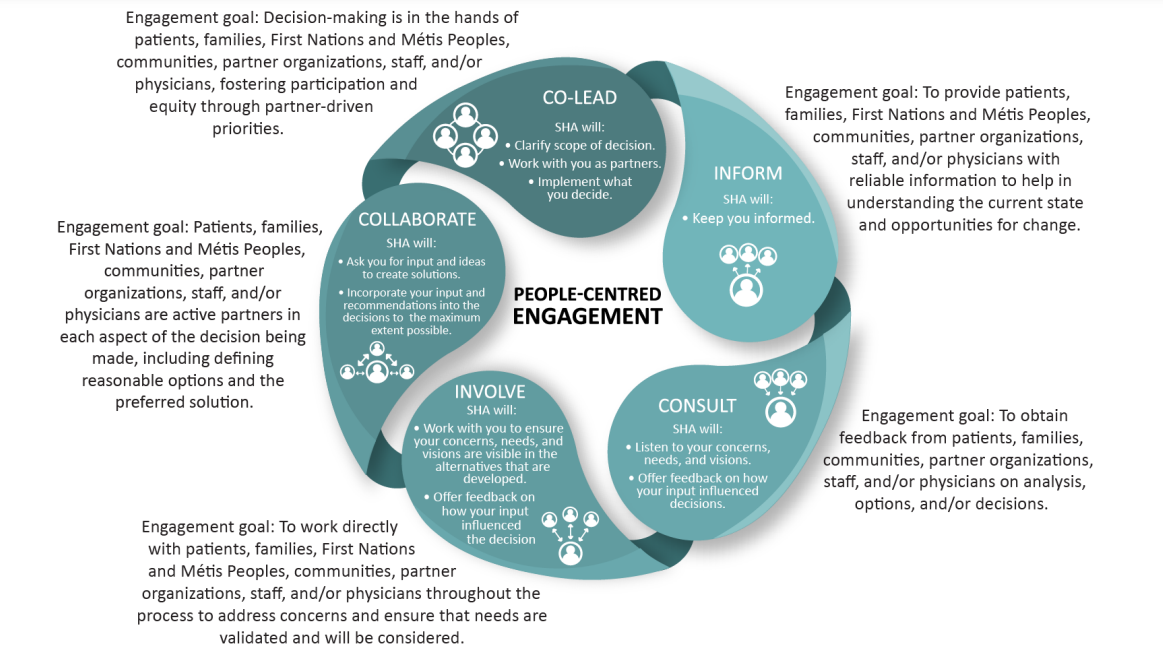 Engagement goal: Decision-making is in the hands of
patients, families, First Nations and Métis Peoples,
communities, partner organizations, staff, and/or
physicians, fostering participation and
equity through partner-driven
priorities.
CO-LEAD
SHA will:
• Clarify scope of decision.
• Work with you as partners.
• Implement what
you decide.
Engagement goal: To provide patients,
families, First Nations and Métis Peoples,
communities, partner organizations,
staff, and/or physicians with
reliable information to help in
understanding the current state
and opportunities for change.
INFORM
SHA will:
• Keep you informed.
Engagement goal: Patients, families,
First Nations and Métis Peoples,
communities, partner
organizations, staff, and/or
physicians are active partners in
each aspect of the decision being
made, including defining
reasonable options and the
preferred solution.
COLLABORATE
SHA will:
• Ask you for input and ideas
to create solutions.
• Incorporate your input and
recommendations into the
decisions to the maximum
extent possible.
PEOPLE-CENTRED
ENGAGEMENT
INVOLVE
SHA will:
• Work with you to ensure
your concerns, needs, and
visions are visible in the
alternatives that are
developed.
• Offer feedback on
how your input
influenced
the decision
CONSULT
SHA will:
• Listen to your concerns,
needs, and visions.
• Offer feedback on how
your input influenced
decisions.
Engagement goal: To obtain
feedback from patients, families,
communities, partner organizations,
staff, and/or physicians on analysis,
options, and/or decisions.
Engagement goal: To work directly
with patients, families, First Nations
and Métis Peoples, communities, partner
organizations, staff, and/or physicians throughout the
process to address concerns and ensure that needs are
validated and will be considered.